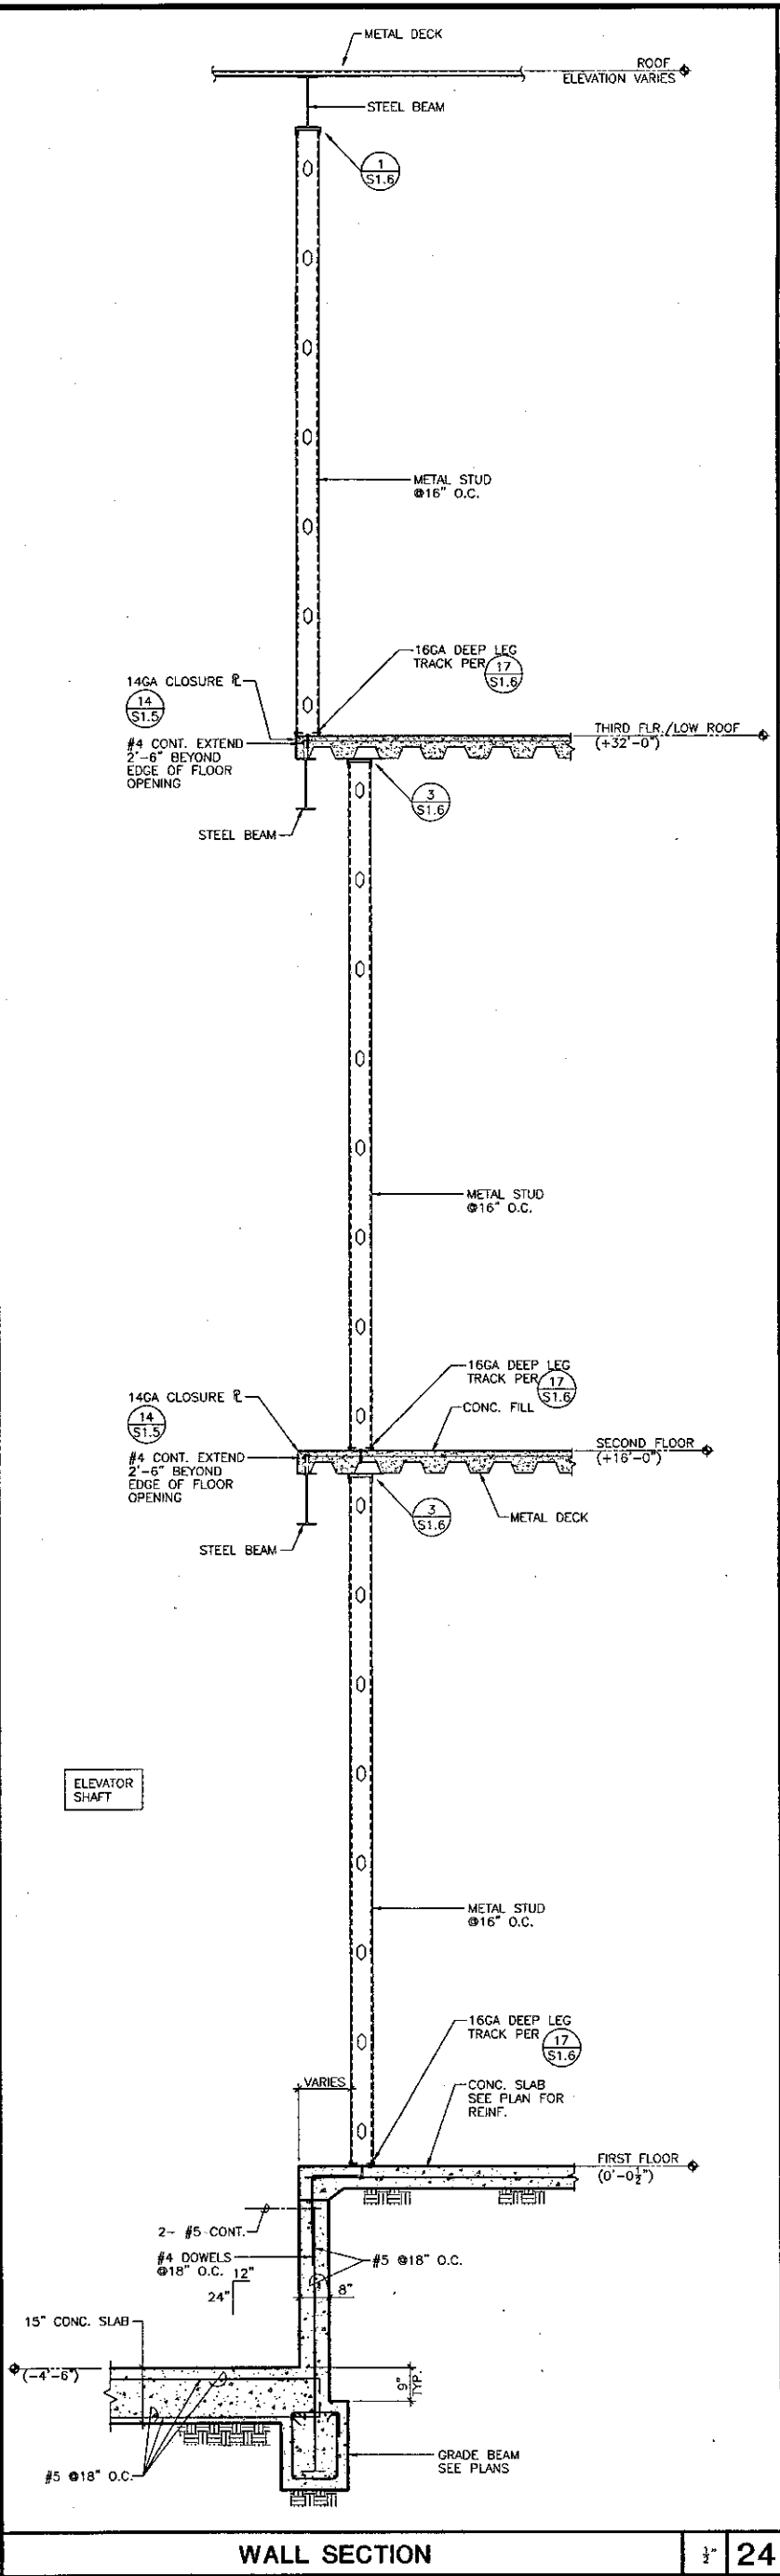 METAL DECK
ROOF
ELEVATION VARIES
STEEL BEAM
1
S1.6
METAL STUD
@16" O.C.
16GA DEEP LEG
TRACK PER
17
S1.6
14GA CLOSURE ℄
14
S1.5
#4 CONT. EXTEND
2'-6" BEYOND
EDGE OF FLOOR
OPENING
THIRD FLR./LOW ROOF
(+32'-0")
3
S1.6
STEEL BEAM
METAL STUD
@16" O.C.
16GA DEEP LEG
TRACK PER
17
S1.6
CONC. FILL
14GA CLOSURE ℄
14
S1.5
#4 CONT. EXTEND
2'-6" BEYOND
EDGE OF FLOOR
OPENING
SECOND FLOOR
(+16'-0")
3
S1.6
METAL DECK
STEEL BEAM
ELEVATOR
SHAFT
METAL STUD
@16" O.C.
16GA DEEP LEG
TRACK PER
17
S1.6
VARIES
CONC. SLAB
SEE PLAN FOR
REINF.
FIRST FLOOR
(0'-0½")
2- #5 CONT.
#4 DOWELS
@18" O.C.
12"
24"
#5 @18" O.C.
8"
15" CONC. SLAB
(-4'-6")
9"
TYP.
#5 @18" O.C.
GRADE BEAM
SEE PLANS
WALL SECTION
½"
24